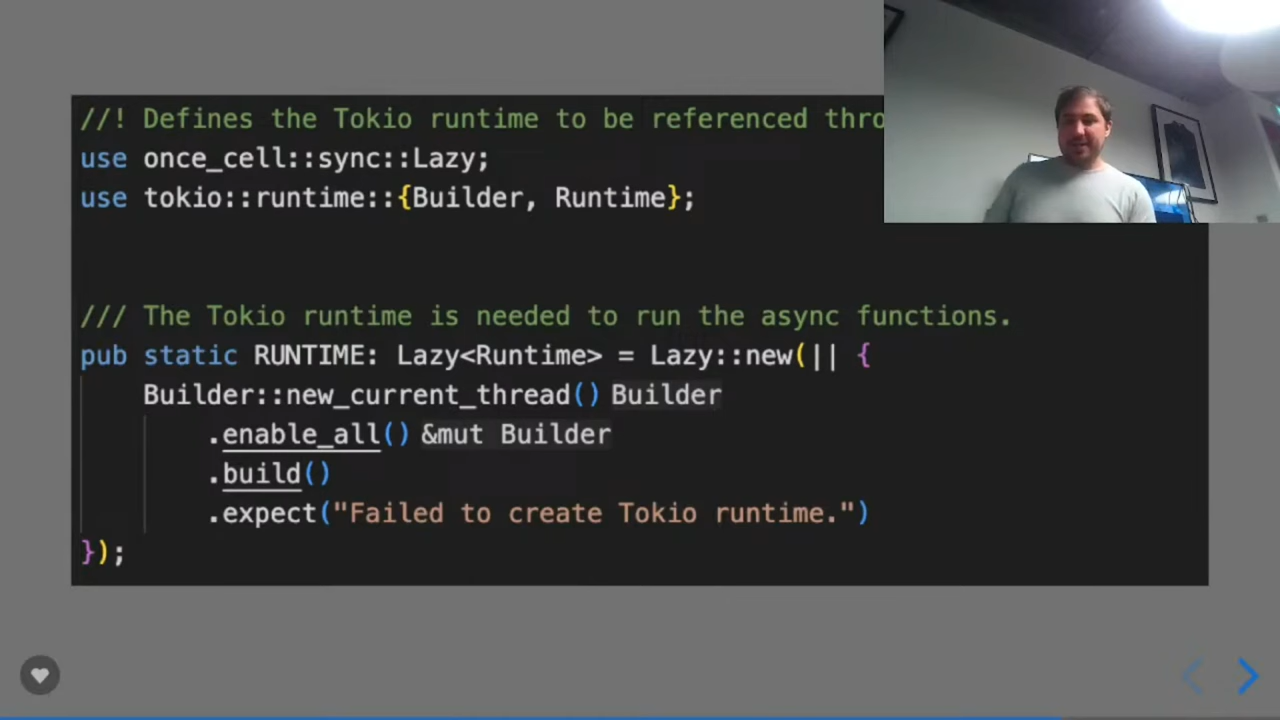 //! Defines the Tokio runtime to be referenced
use once_cell::sync::Lazy;
use tokio::runtime::{Builder, Runtime};
/// The Tokio runtime is needed to run the async functions.
pub static RUNTIME: Lazy<Runtime> = Lazy::new(|| {
Builder::new_current_thread() Builder
.enable_all() &mut Builder
.build()
.expect("Failed to create Tokio runtime.")
});